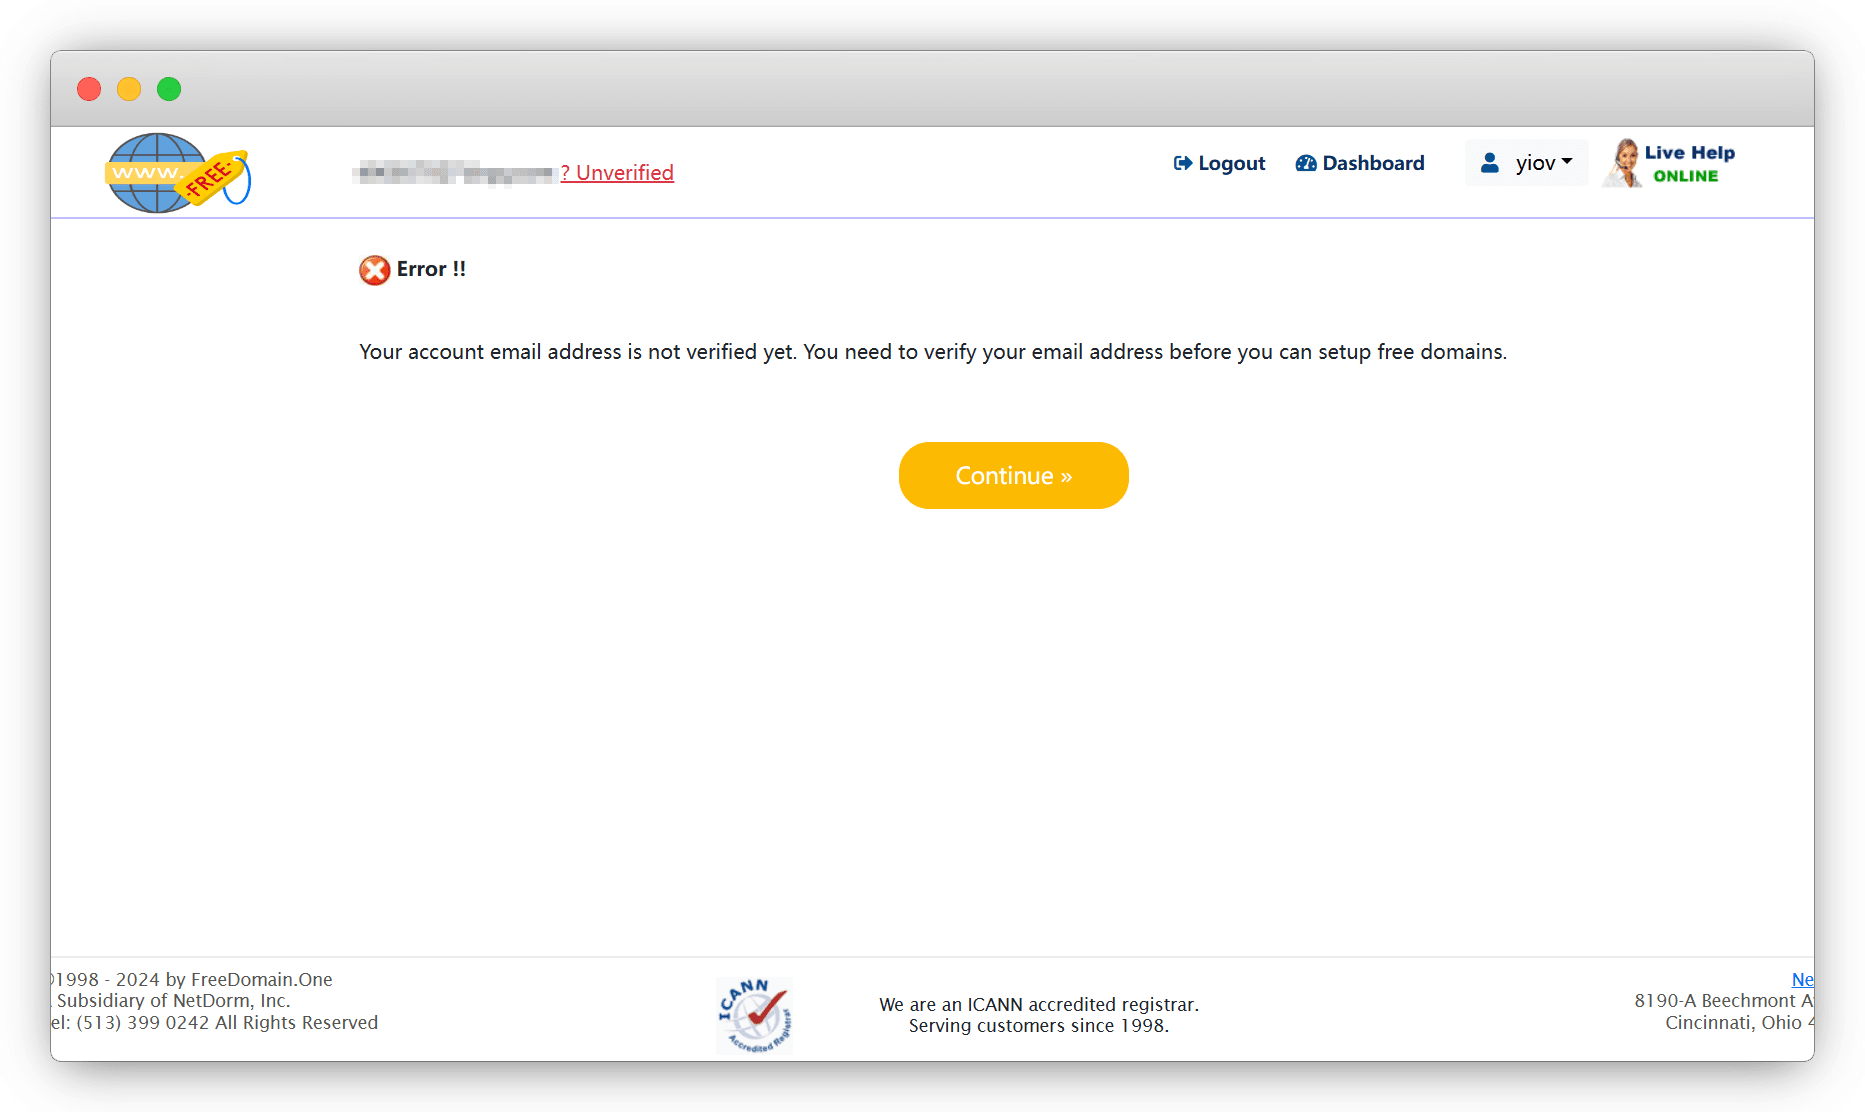 www.
-FREE-
? Unverified
Logout
Dashboard
yiov
Live Help
ONLINE
Error !!
Your account email address is not verified yet. You need to verify your email address before you can setup free domains.
Continue »
1998 - 2024 by FreeDomain.One
Subsidiary of NetDorm, Inc.
el: (513) 399 0242 All Rights Reserved
ICANN
Accredited Registrar
We are an ICANN accredited registrar.
Serving customers since 1998.
Ne
8190-A Beechmont A
Cincinnati, Ohio 4